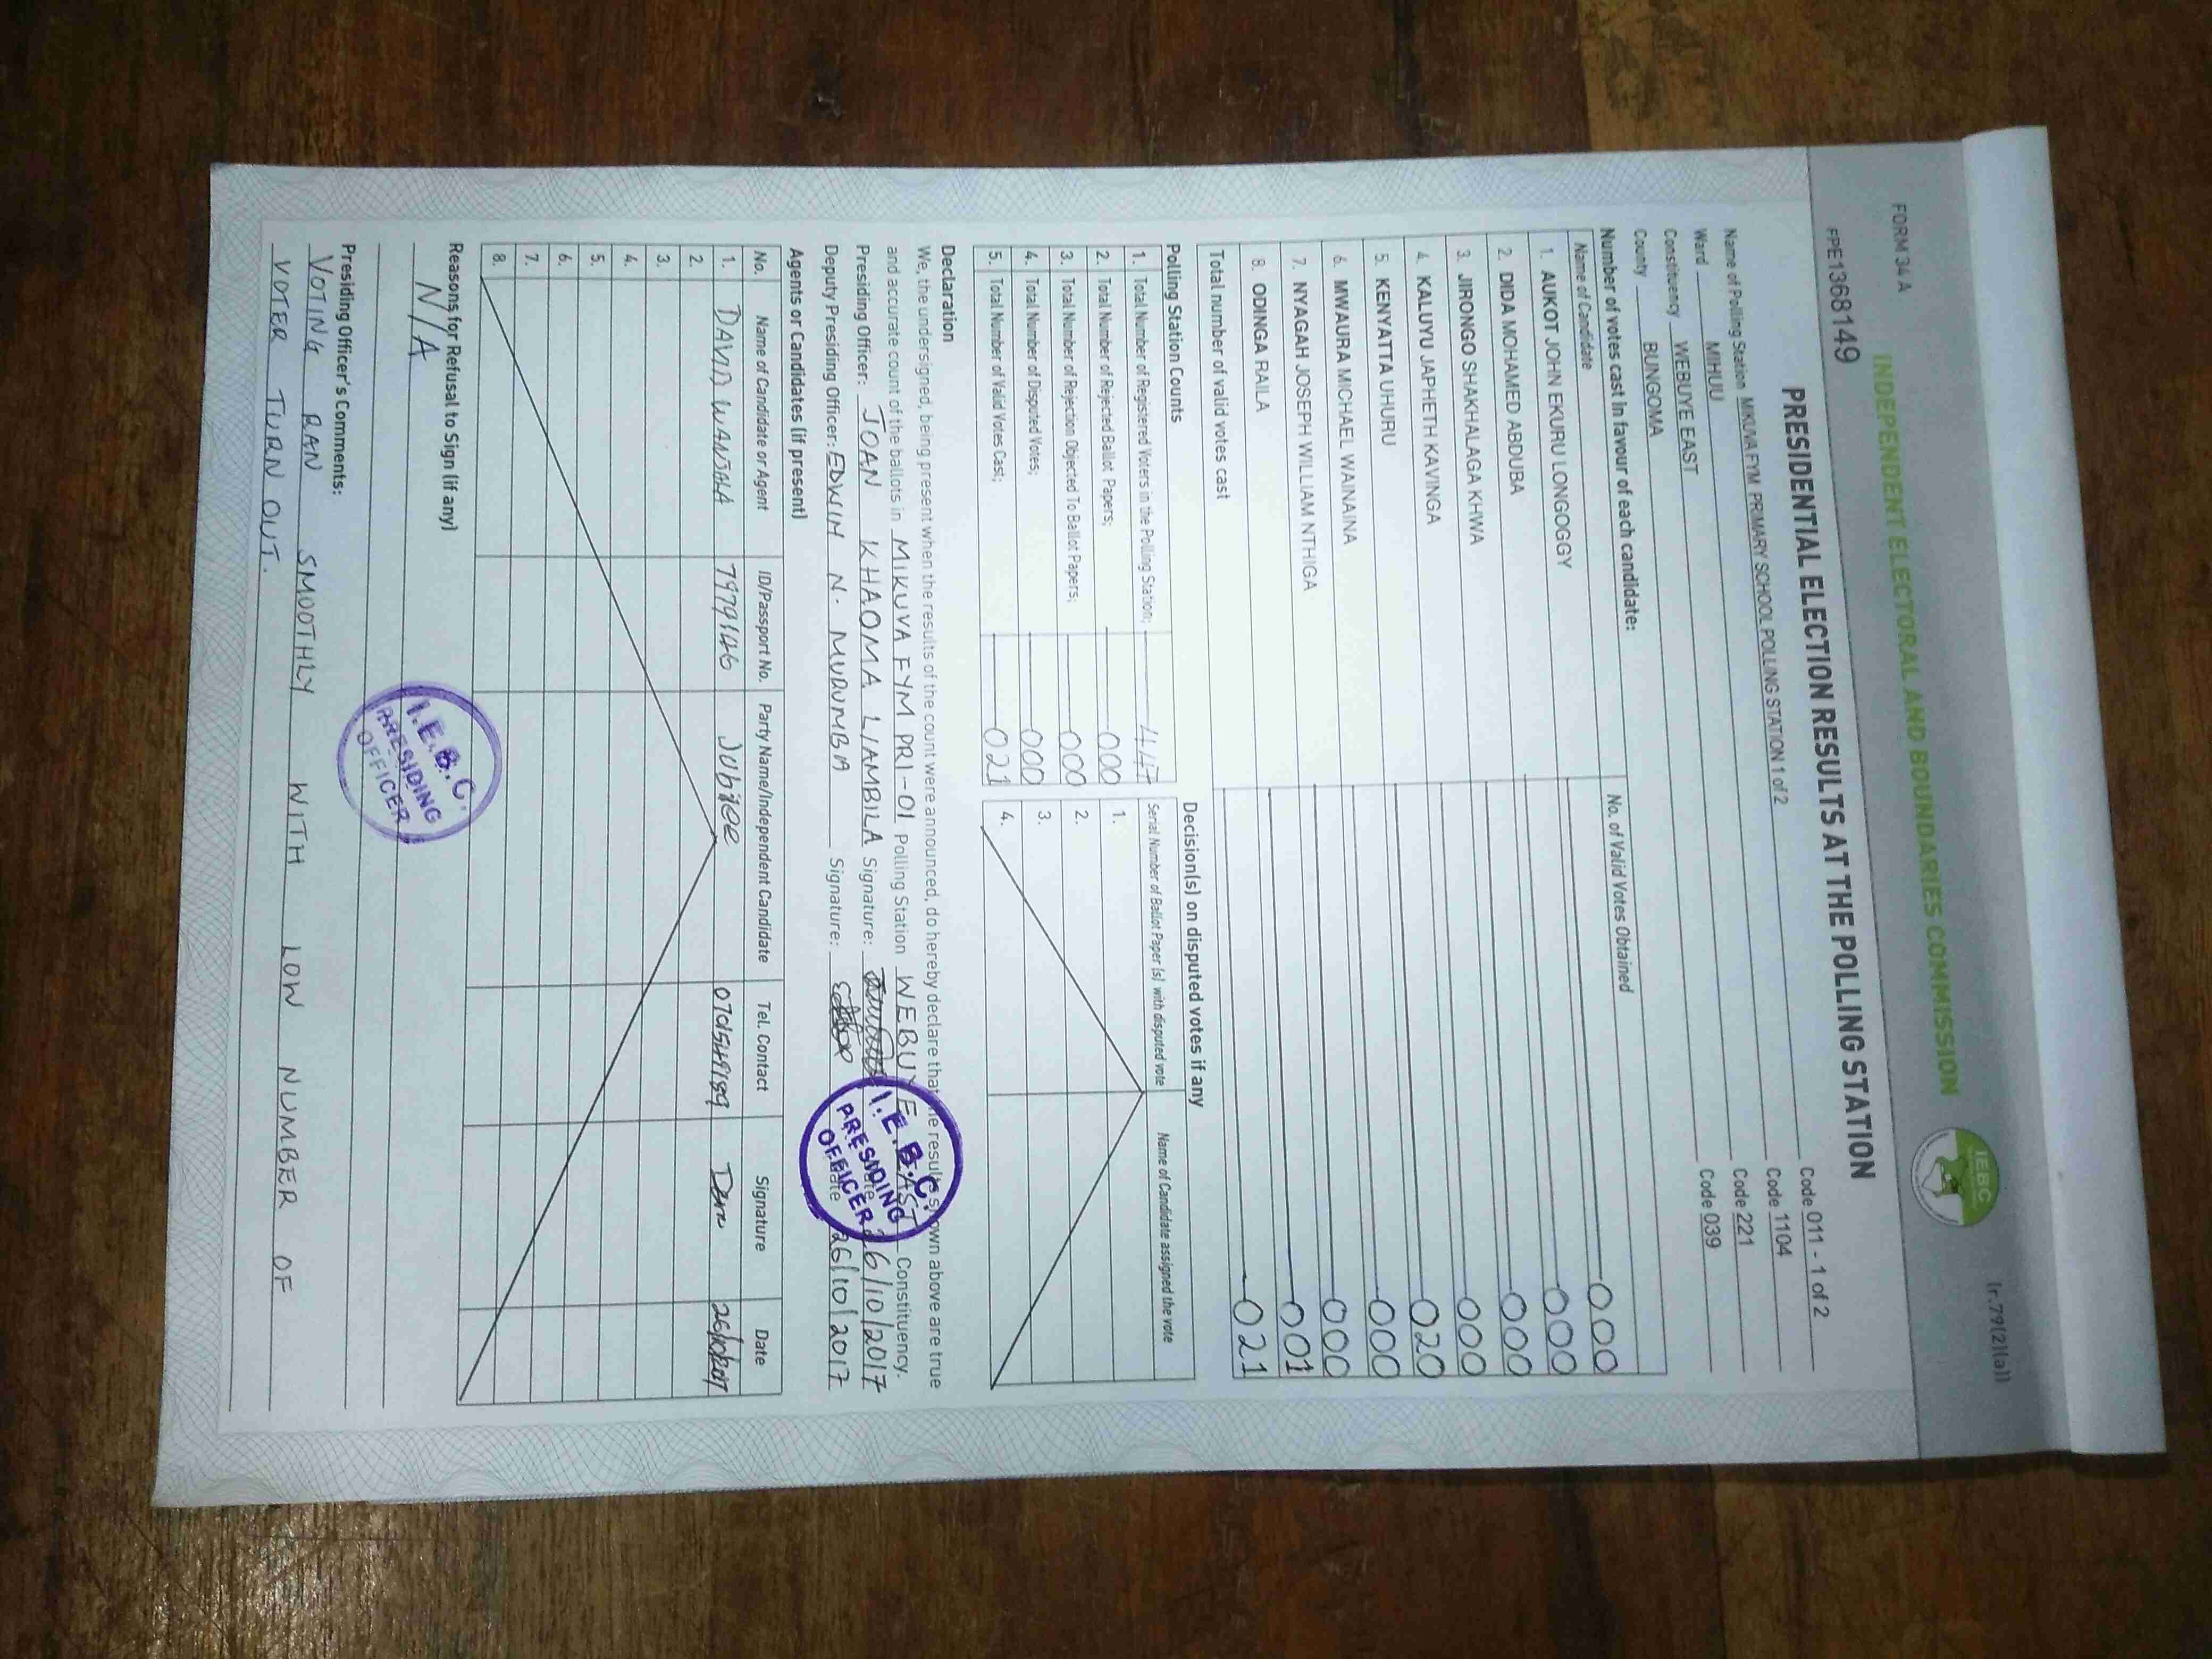 FORM 34 A
(r.79(2)(a))
INDEPENDENT ELECTORAL AND BOUNDARIES COMMISSION
IEBC
FPE1368149
PRESIDENTIAL ELECTION RESULTS AT THE POLLING STATION
Name of Polling Station MIKUVA FYM PRIMARY SCHOOL POLLING STATION 1 of 2 Code 011 - 1 of 2
Ward MIHUU Code 1104
Constituency WEBUYE EAST Code 221
County BUNGOMA Code 039
Number of votes cast in favour of each candidate:
Name of Candidate No. of Valid Votes Obtained
1. AUKOT JOHN EKURU LONGOGGY 000
2. DIDA MOHAMED ABDUBA 000
3. JIRONGO SHAKHALAGA KHWA 000
4. KALUYU JAPHETH KAVINGA 000
5. KENYATTA UHURU 020
6. MWAURA MICHAEL WAINAINA 000
7. NYAGAH JOSEPH WILLIAM NTHIGA 000
8. ODINGA RAILA 001
Total number of valid votes cast 021
Polling Station Counts
1. Total Number of Registered Voters in the Polling Station; 447
2. Total Number of Rejected Ballot Papers; 000
3. Total Number of Rejection Objected To Ballot Papers; 000
4. Total Number of Disputed Votes; 000
5. Total Number of Valid Votes Cast; 021
Decision(s) on disputed votes if any
Serial Number of Ballot Paper (s) with disputed vote Name of Candidate assigned the vote
1.
2.
3.
4.
Declaration
We, the undersigned, being present when the results of the count were announced, do hereby declare that the results shown above are true
and accurate count of the ballots in MIKUVA FYM PRI-01 Polling Station WEBUYE EAST Constituency.
Presiding Officer: JOAN KHAOMA LIAMBILA Signature: Date 26/10/2017
Deputy Presiding Officer: EDWIN N. MUDUMBIA Signature: Date 26/10/2017
I.E.B.C.
PRESIDING
OFFICER
Agents or Candidates (if present)
No. Name of Candidate or Agent ID/Passport No. Party Name/Independent Candidate Tel. Contact Signature Date
1. DAVID WANJALA Jubilee
2.
3.
4.
5.
6.
7.
8.
Reasons for Refusal to Sign (if any)
N/A
I.E.B.C.
PRESIDING
OFFICER
Presiding Officer's Comments:
VOTING RAN SMOOTHLY WITH LOW NUMBER OF
VOTER TURN OUT.